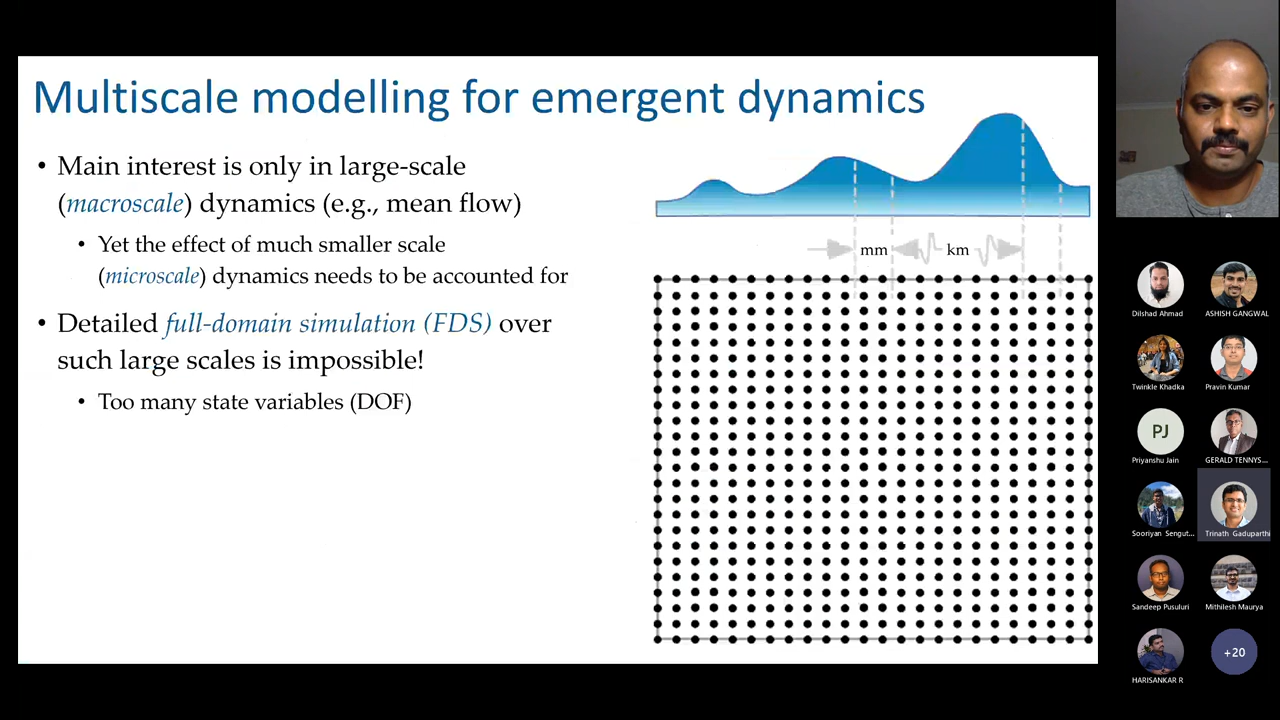 Multiscale modelling for emergent dynamics
• Main interest is only in large-scale
(macroscale) dynamics (e.g., mean flow)
• Yet the effect of much smaller scale
(microscale) dynamics needs to be accounted for
• Detailed full-domain simulation (FDS) over
such large scales is impossible!
• Too many state variables (DOF)
mm
km
Dilshad Ahmad
ASHISH GANGWAL
Twinkle Khadka
Pravin Kumar
PJ
Priyanshu Jain
GERALD TENNYS...
Sooriyan Sengut...
Trinath Gaduparthi
Sandeep Pusuluri
Mithilesh Maurya
HARISANKAR R
+20